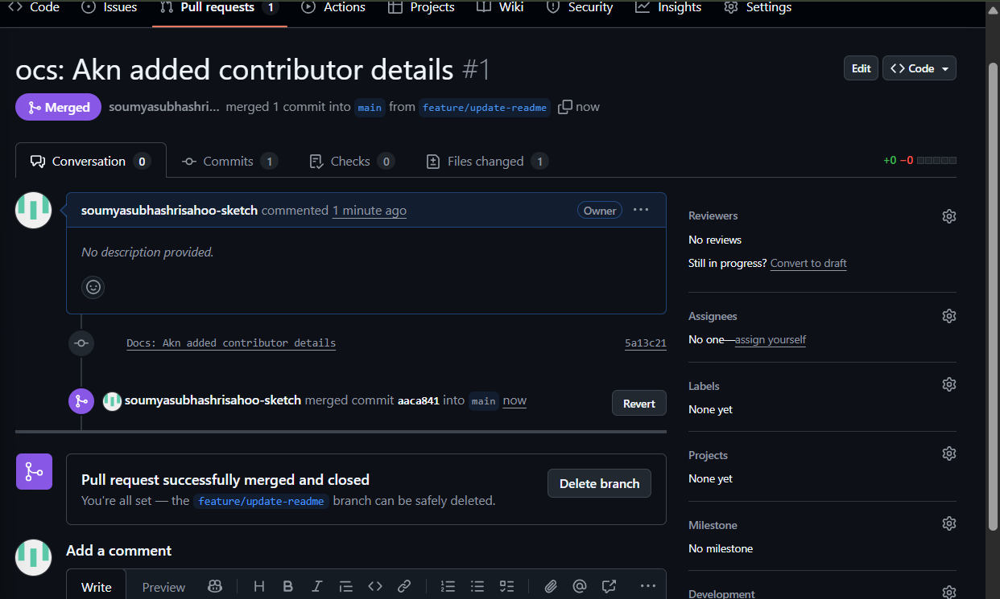 Code Issues Pull requests 1 Actions Projects Wiki Security Insights Settings
ocs: Akn added contributor details #1
Edit Code
Merged soumyasubhashri... merged 1 commit into main from feature/update-readme now
Conversation 0 Commits 1 Checks 0 Files changed 1 +0 −0
soumyasubhashrisahoo-sketch commented 1 minute ago Owner ...
No description provided.
Docs: Akn added contributor details 5a13c21
soumyasubhashrisahoo-sketch merged commit aaca841 into main now
Revert
Pull request successfully merged and closed
You're all set — the feature/update-readme branch can be safely deleted.
Delete branch
Add a comment
Write Preview H B I ...
Reviewers
No reviews
Still in progress? Convert to draft
Assignees
No one—assign yourself
Labels
None yet
Projects
None yet
Milestone
No milestone
Development